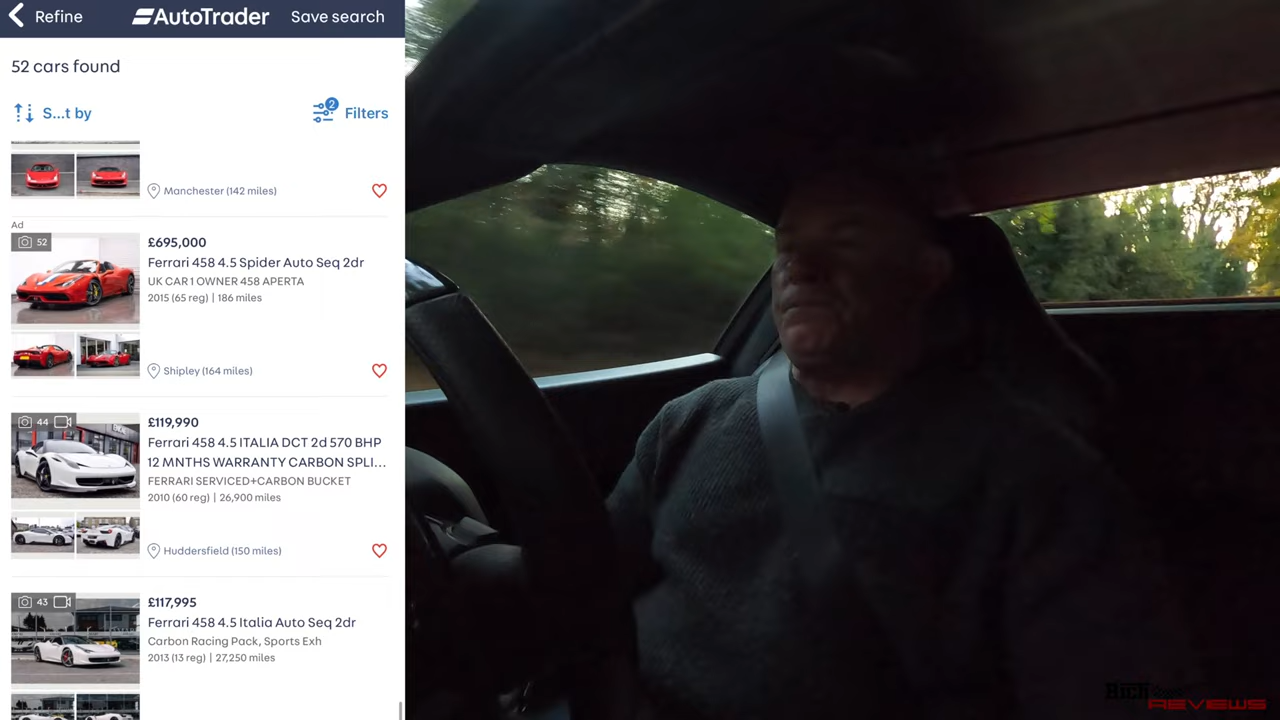 Refine
AutoTrader
Save search
52 cars found
S...t by
2
Filters
Manchester (142 miles)
Ad
52
£695,000
Ferrari 458 4.5 Spider Auto Seq 2dr
UK CAR 1 OWNER 458 APERTA
2015 (65 reg) | 186 miles
Shipley (164 miles)
44
£119,990
Ferrari 458 4.5 ITALIA DCT 2d 570 BHP
12 MNTHS WARRANTY CARBON SPLI...
FERRARI SERVICED+CARBON BUCKET
2010 (60 reg) | 26,900 miles
Huddersfield (150 miles)
43
£117,995
Ferrari 458 4.5 Italia Auto Seq 2dr
Carbon Racing Pack, Sports Exh
2013 (13 reg) | 27,250 miles
RICH
REVIEWS